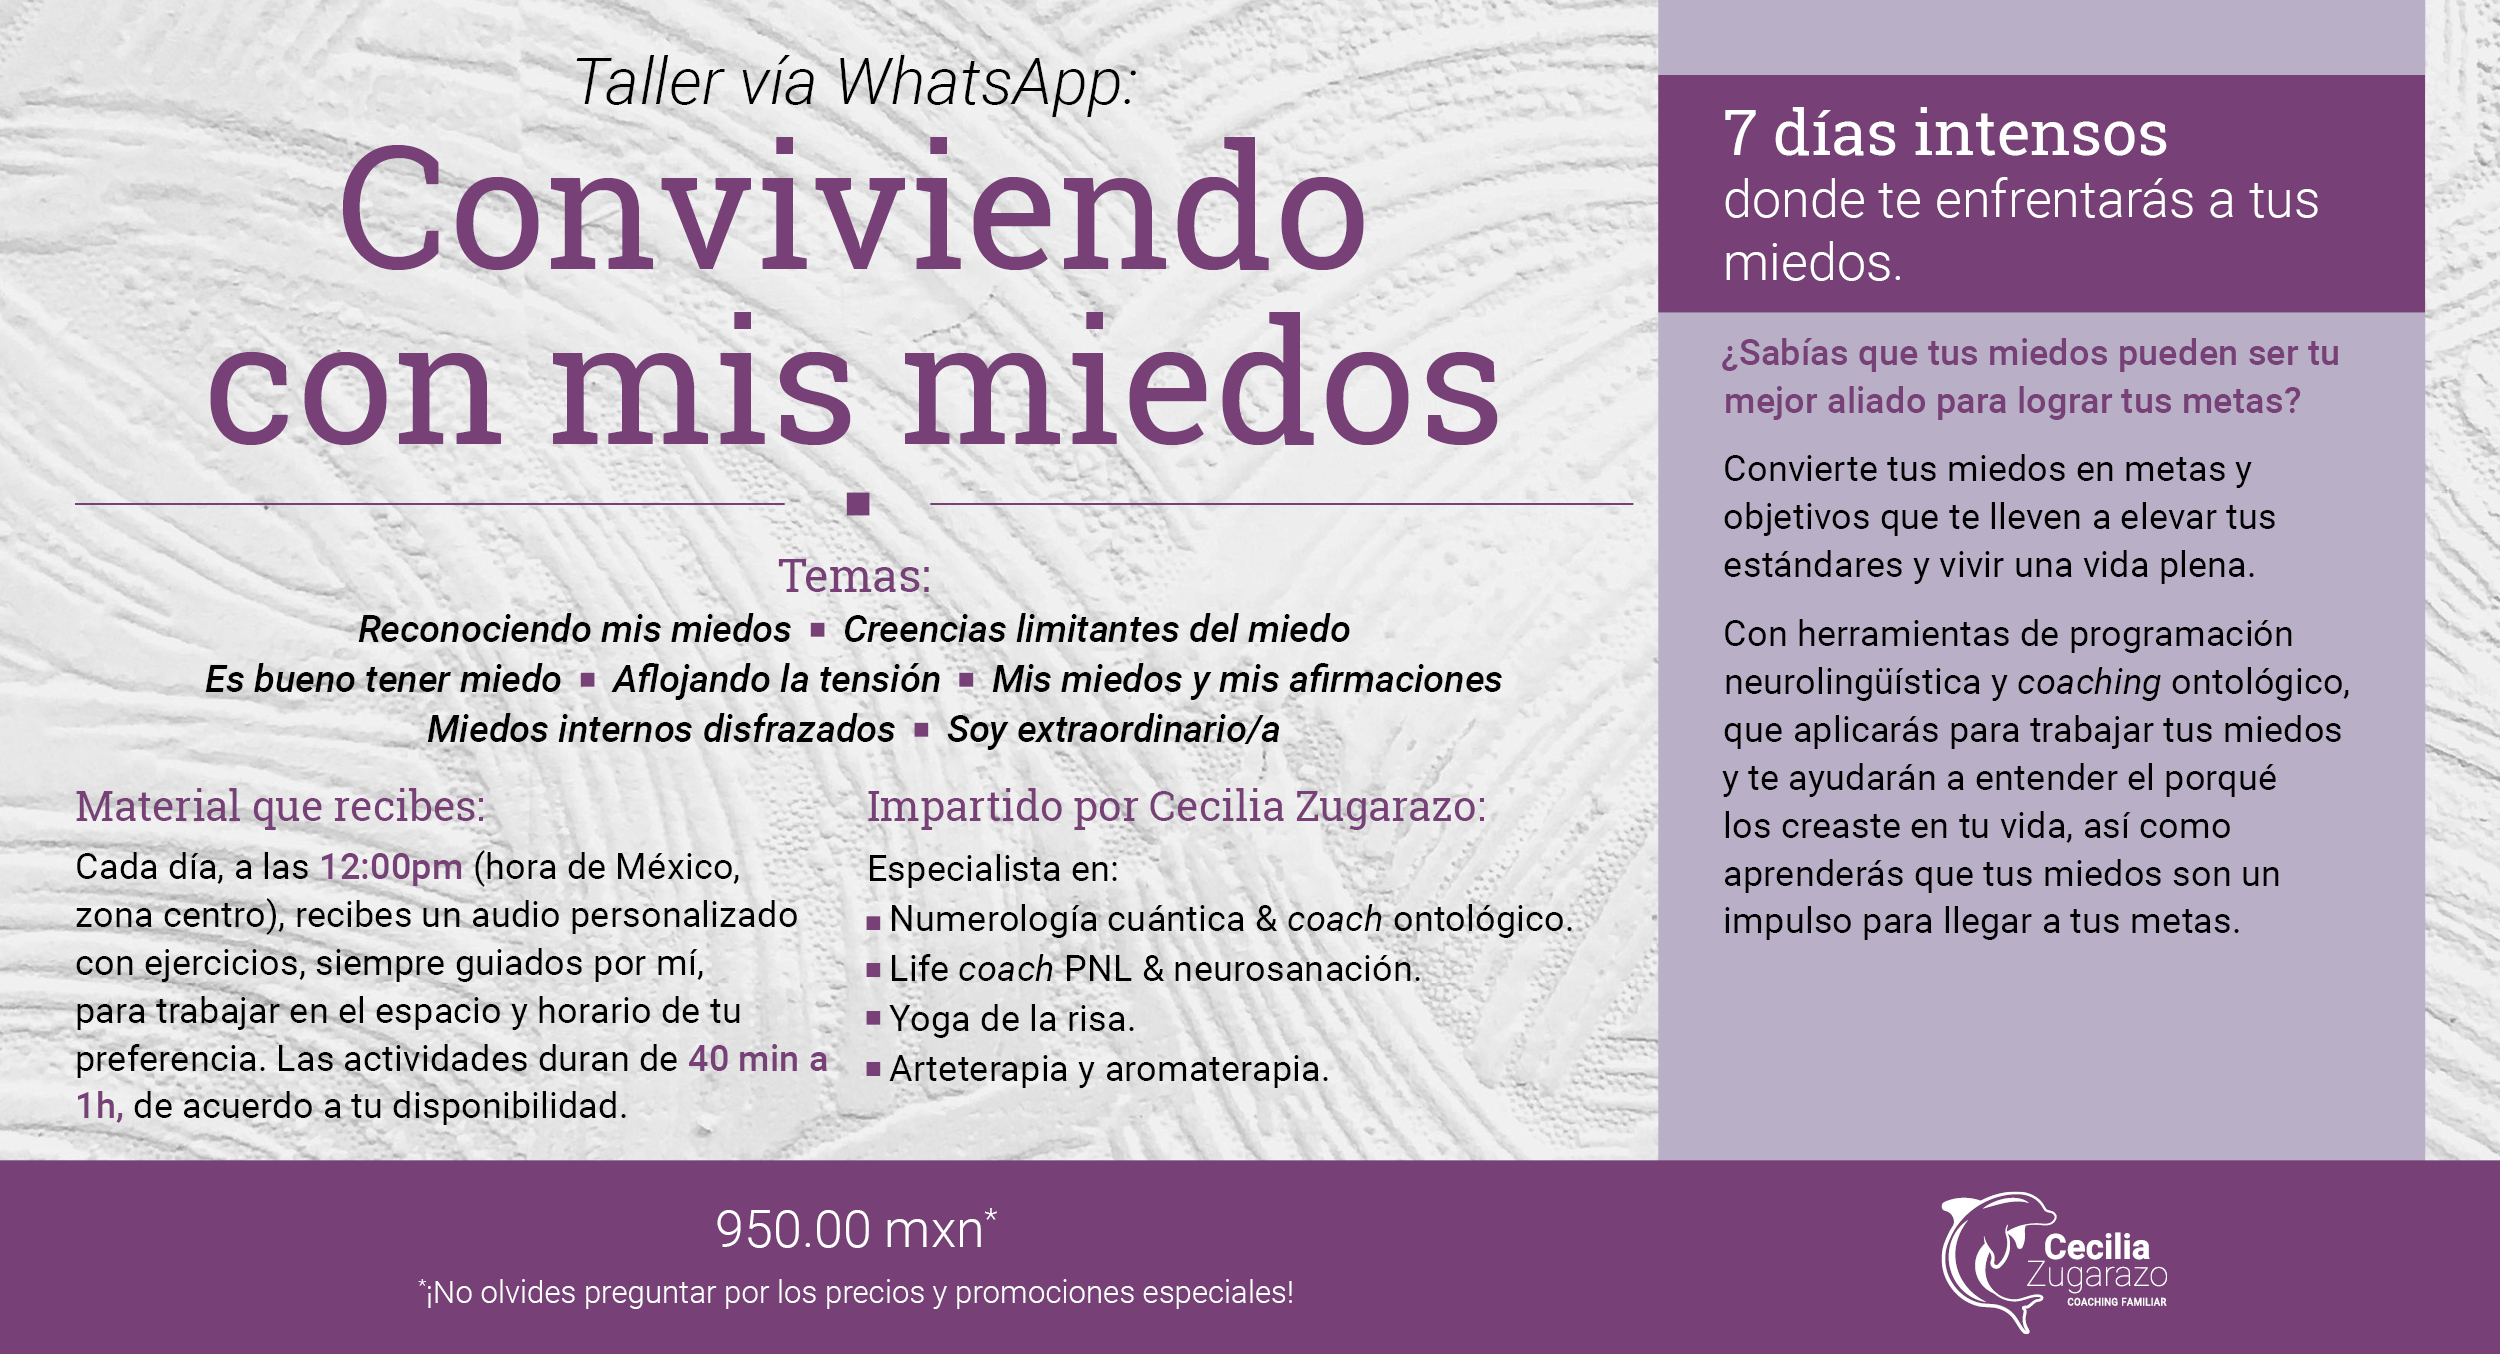 Taller vía WhatsApp:
Conviviendo
con mis miedos
Temas:
Reconociendo mis miedos ▪ Creencias limitantes del miedo
Es bueno tener miedo ▪ Aflojando la tensión ▪ Mis miedos y mis afirmaciones
Miedos internos disfrazados ▪ Soy extraordinario/a
Material que recibes:
Cada día, a las 12:00pm (hora de México,
zona centro), recibes un audio personalizado
con ejercicios, siempre guiados por mí,
para trabajar en el espacio y horario de tu
preferencia. Las actividades duran de 40 min a
1h, de acuerdo a tu disponibilidad.
Impartido por Cecilia Zugarazo:
Especialista en:
▪ Numerología cuántica & coach ontológico.
▪ Life coach PNL & neurosanación.
▪ Yoga de la risa.
▪ Arteterapia y aromaterapia.
7 días intensos
donde te enfrentarás a tus
miedos.
¿Sabías que tus miedos pueden ser tu
mejor aliado para lograr tus metas?
Convierte tus miedos en metas y
objetivos que te lleven a elevar tus
estándares y vivir una vida plena.
Con herramientas de programación
neurolingüística y coaching ontológico,
que aplicarás para trabajar tus miedos
y te ayudarán a entender el porqué
los creaste en tu vida, así como
aprenderás que tus miedos son un
impulso para llegar a tus metas.
950.00 mxn*
*¡No olvides preguntar por los precios y promociones especiales!
Cecilia
Zugarazo
COACHING FAMILIAR